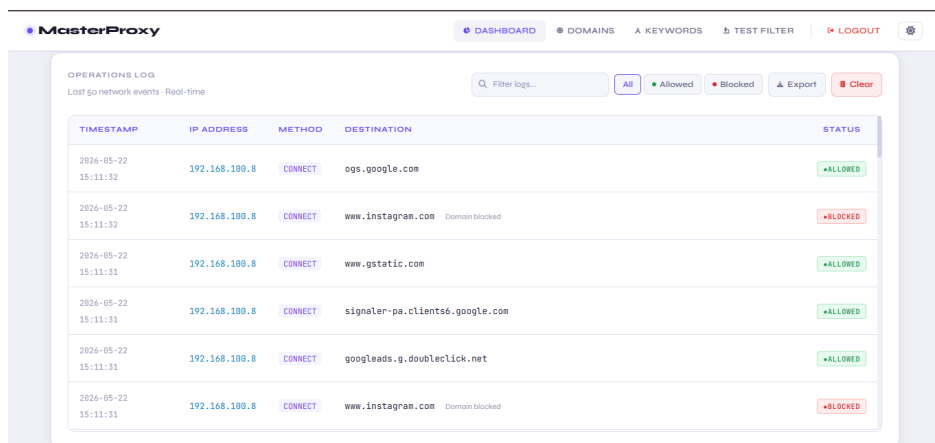 MasterProxy
DASHBOARD DOMAINS KEYWORDS TEST FILTER LOGOUT
OPERATIONS LOG
Last 50 network events · Real-time
Filter logs... All Allowed Blocked Export Clear
TIMESTAMP IP ADDRESS METHOD DESTINATION STATUS
2026-05-22
15:11:32
192.168.100.8 CONNECT ogs.google.com ALLOWED
2026-05-22
15:11:32
192.168.100.8 CONNECT www.instagram.com Domain blocked BLOCKED
2026-05-22
15:11:31
192.168.100.8 CONNECT www.gstatic.com ALLOWED
2026-05-22
15:11:31
192.168.100.8 CONNECT signaler-pa.clients6.google.com ALLOWED
2026-05-22
15:11:31
192.168.100.8 CONNECT googleads.g.doubleclick.net ALLOWED
2026-05-22
15:11:31
192.168.100.8 CONNECT www.instagram.com Domain blocked BLOCKED